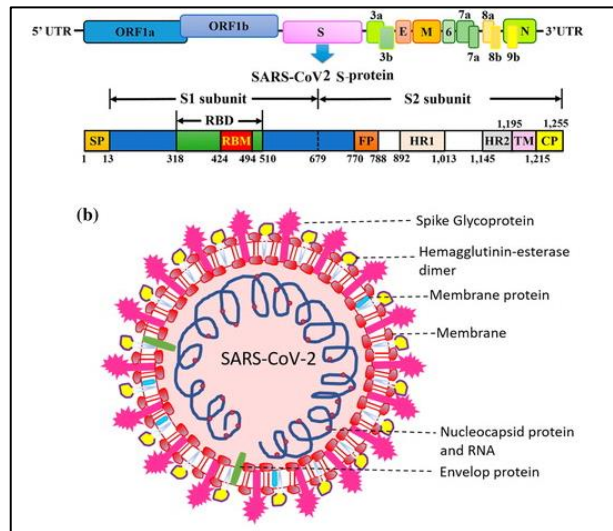 5' UTR ORF1a ORF1b S 3a 3b E M 6 7a 7a 8a 8b 9b N 3'UTR
SARS-CoV2 S-protein
S1 subunit S2 subunit
RBD 1,195 1,255
SP RBM FP HR1 HR2 TM CP
1 13 318 424 494 510 679 770 788 892 1,013 1,145 1,215
(b)
Spike Glycoprotein
Hemagglutinin-esterase
dimer
Membrane protein
Membrane
SARS-CoV-2
Nucleocapsid protein
and RNA
Envelop protein